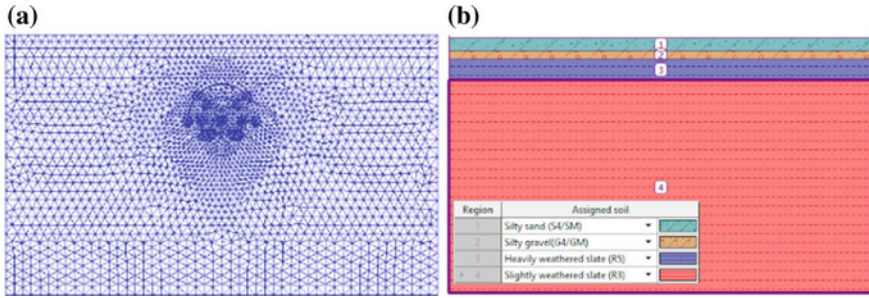 (a)
(b)
1
2
3
4
Region Assigned soil
1 Silty sand (S4/SM)
2 Silty gravel(G4/GM)
3 Heavily weathered slate (R5)
4 Slightly weathered slate (R3)